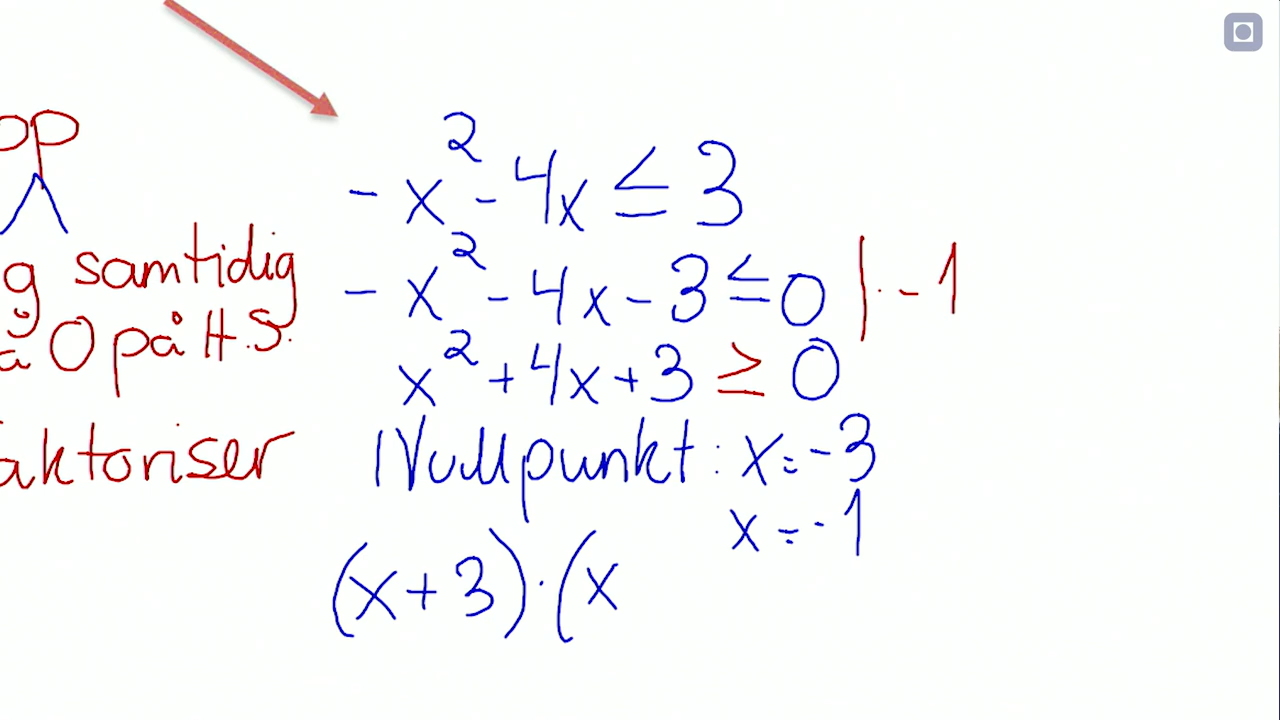 op
-x² - 4x ≤ 3
g samtidig
-x² - 4x - 3 ≤ 0 | · -1
å 0 på H.S.
x² + 4x + 3 ≥ 0
aktoriser
Nullpunkt: x = -3
x = -1
(x + 3) · (x